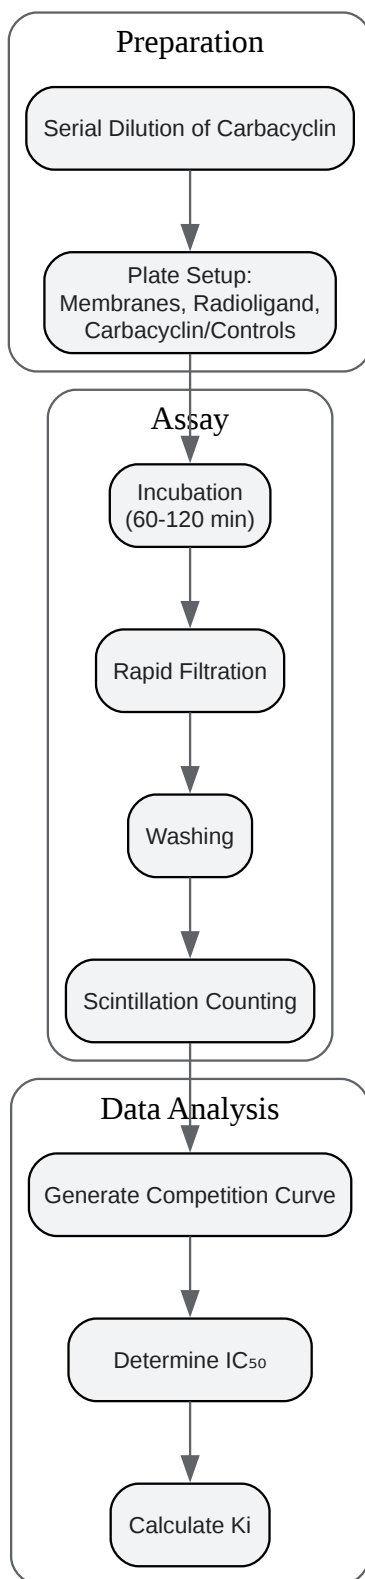 Preparation
Serial Dilution of Carbacyclin
Plate Setup:
Membranes, Radioligand,
Carbacyclin/Controls
Assay
Incubation
(60-120 min)
Rapid Filtration
Washing
Scintillation Counting
Data Analysis
Generate Competition Curve
Determine IC₅₀
Calculate Ki